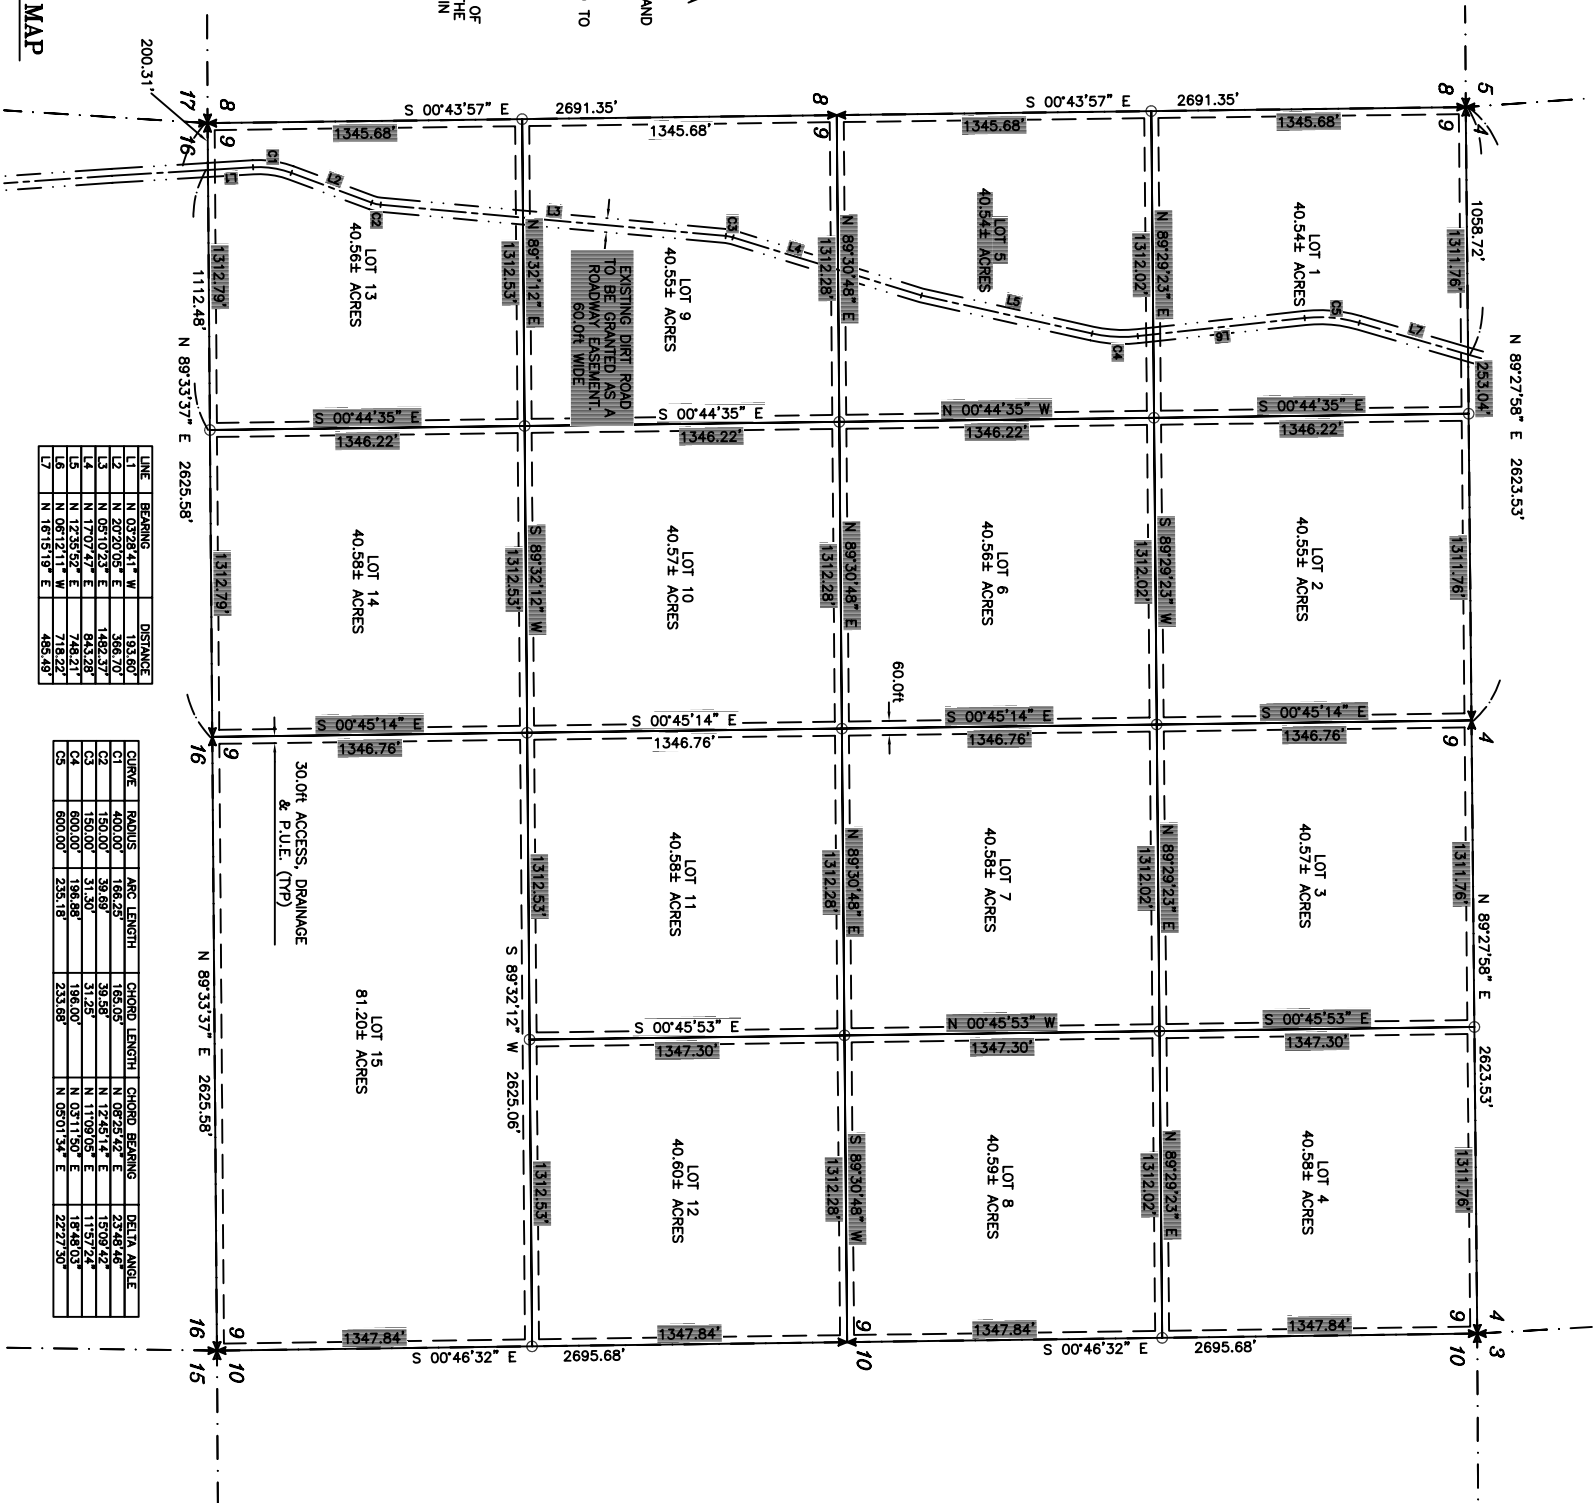 N 89°27'58" E 2623.53'
N 89°27'58" E 2623.53'
5 4
8 9
1058.72'
253.04'
1311.76'
1311.76'
1311.76'
1311.76'
4
9
4 3
9 10
S 00°43'57" E 2691.35'
1345.68'
LOT 1
40.54± ACRES
L7
C5
L6
S 00°44'35" E
1346.22'
LOT 2
40.55± ACRES
S 00°45'14" E
1346.76'
LOT 3
40.57± ACRES
S 00°45'53" E
1347.30'
LOT 4
40.58± ACRES
1347.84'
S 00°46'32" E 2695.68'
N 89°29'23" E
1312.02'
S 89°29'23" W
1312.02'
N 89°29'23" E
1312.02'
N 89°29'23" E
1312.02'
1345.68'
LOT 5
40.54± ACRES
C4
L5
N 00°44'35" W
1346.22'
LOT 6
40.56± ACRES
S 00°45'14" E
1346.76'
60.0ft
LOT 7
40.58± ACRES
N 00°45'53" W
1347.30'
LOT 8
40.59± ACRES
1347.84'
8 9
N 89°30'48" E
1312.28'
N 89°30'48" E
1312.28'
N 89°30'48" E
1312.28'
S 89°30'48" W
1312.28'
9 10
S 00°43'57" E 2691.35'
1345.68'
L4
C3
LOT 9
40.55± ACRES
L3
EXISTING DIRT ROAD
TO BE GRANTED AS A
ROADWAY EASEMENT.
60.0ft WIDE
S 00°44'35" E
1346.22'
LOT 10
40.57± ACRES
S 00°45'14" E
1346.76'
LOT 11
40.58± ACRES
S 00°45'53" E
1347.30'
LOT 12
40.60± ACRES
1347.84'
S 00°46'32" E 2695.68'
N 89°32'12" E
1312.53'
S 89°32'12" W
1312.53'
1312.53'
1312.53'
S 89°32'12" W 2625.06'
1345.68'
C2
L2
C1
L1
LOT 13
40.56± ACRES
S 00°44'35" E
1346.22'
LOT 14
40.58± ACRES
S 00°45'14" E
1346.76'
30.0ft ACCESS, DRAINAGE
& P.U.E. (TYP)
LOT 15
81.20± ACRES
1347.84'
8 9
17 16
200.31'
1312.79'
1112.48'
1312.79'
N 89°33'37" E 2625.58'
9
16
N 89°33'37" E 2625.58'
9 10
16 15
LINE BEARING DISTANCE
L1 N 03°28'41" W 193.60'
L2 N 20°20'05" E 366.70'
L3 N 05°10'23" E 1482.37'
L4 N 17°07'47" E 843.28'
L5 N 12°35'52" E 748.21'
L6 N 06°12'11" W 718.22'
L7 N 16°15'19" E 485.49'
CURVE RADIUS ARC LENGTH CHORD LENGTH CHORD BEARING DELTA ANGLE
C1 400.00' 166.25' 165.05' N 08°25'42" E 23°48'46"
C2 150.00' 39.69' 39.58' N 12°45'14" E 15°09'42"
C3 150.00' 31.30' 31.25' N 11°09'05" E 11°57'24"
C4 600.00' 196.88' 196.00' N 03°11'50" E 18°48'03"
C5 600.00' 235.18' 233.68' N 05°01'34" E 22°27'30"
AND
TO
OF
THE
IN
MAP